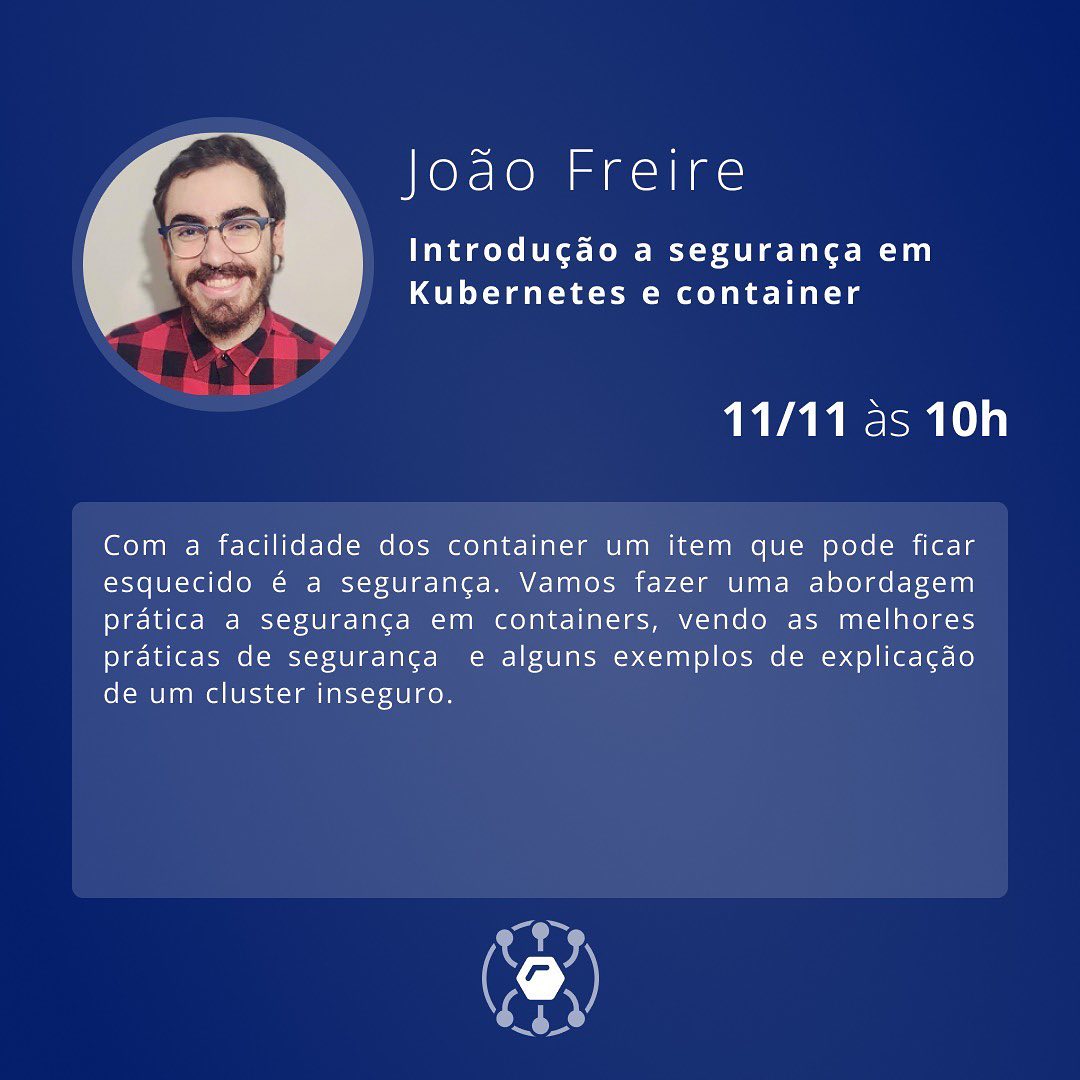 João Freire
Introdução a segurança em
Kubernetes e container
11/11 às 10h
Com a facilidade dos container um item que pode ficar
esquecido é a segurança. Vamos fazer uma abordagem
prática a segurança em containers, vendo as melhores
práticas de segurança  e alguns exemplos de explicação
de um cluster inseguro.